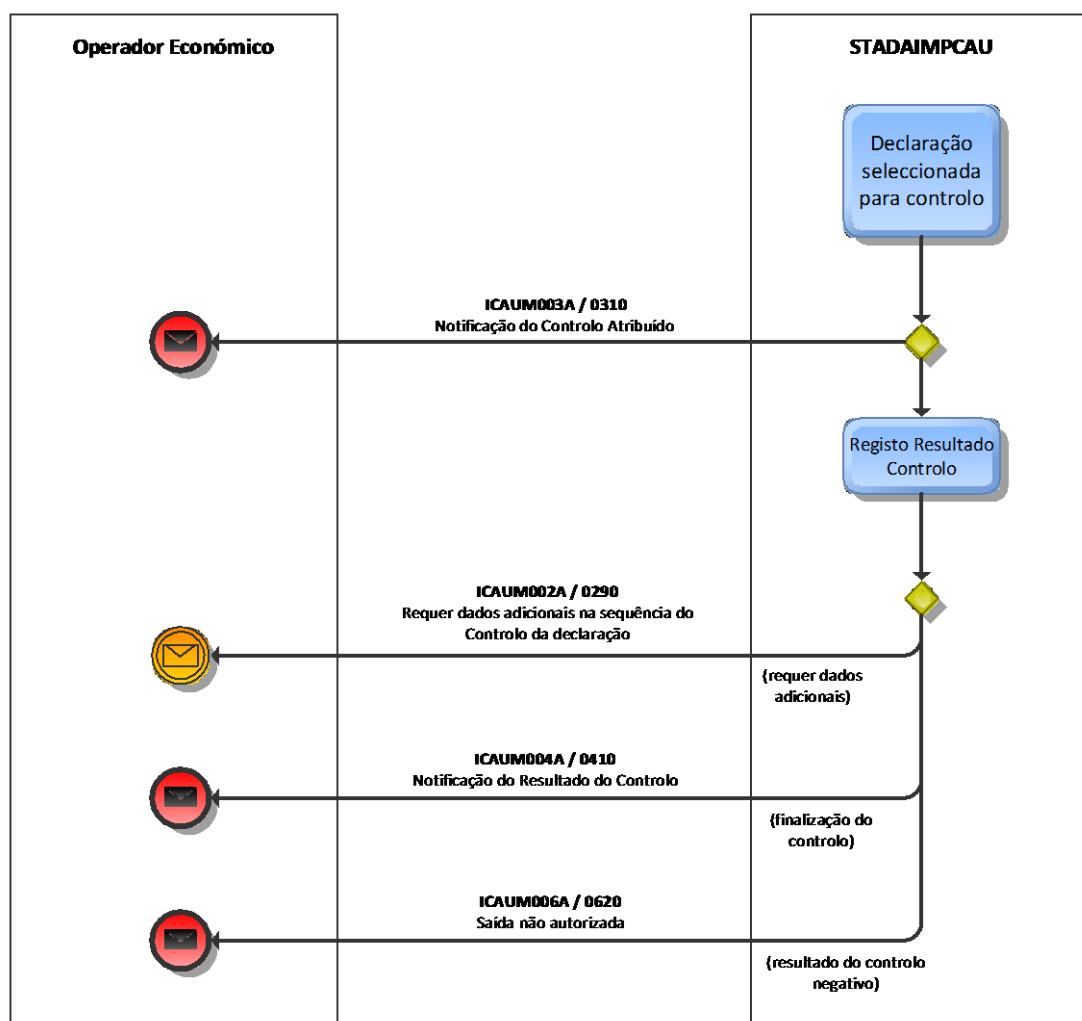 Operador Económico
STADAIMPCAU
Declaração
seleccionada
para controlo
ICAUM003A / 0310
Notificação do Controlo Atribuído
Registo Resultado
Controlo
ICAUM002A / 0290
Requer dados adicionais na sequência do
Controlo da declaração
(requer dados
adicionais)
ICAUM004A / 0410
Notificação do Resultado do Controlo
(finalização do
controlo)
ICAUM006A / 0620
Saída não autorizada
(resultado do controlo
negativo)